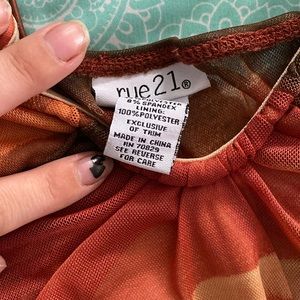 rue21®
8% SPANDEX
LINING:
100%POLYESTER
EXCLUSIVE
OF TRIM
MADE IN CHINA
RN 70829
SEE REVERSE
FOR CARE